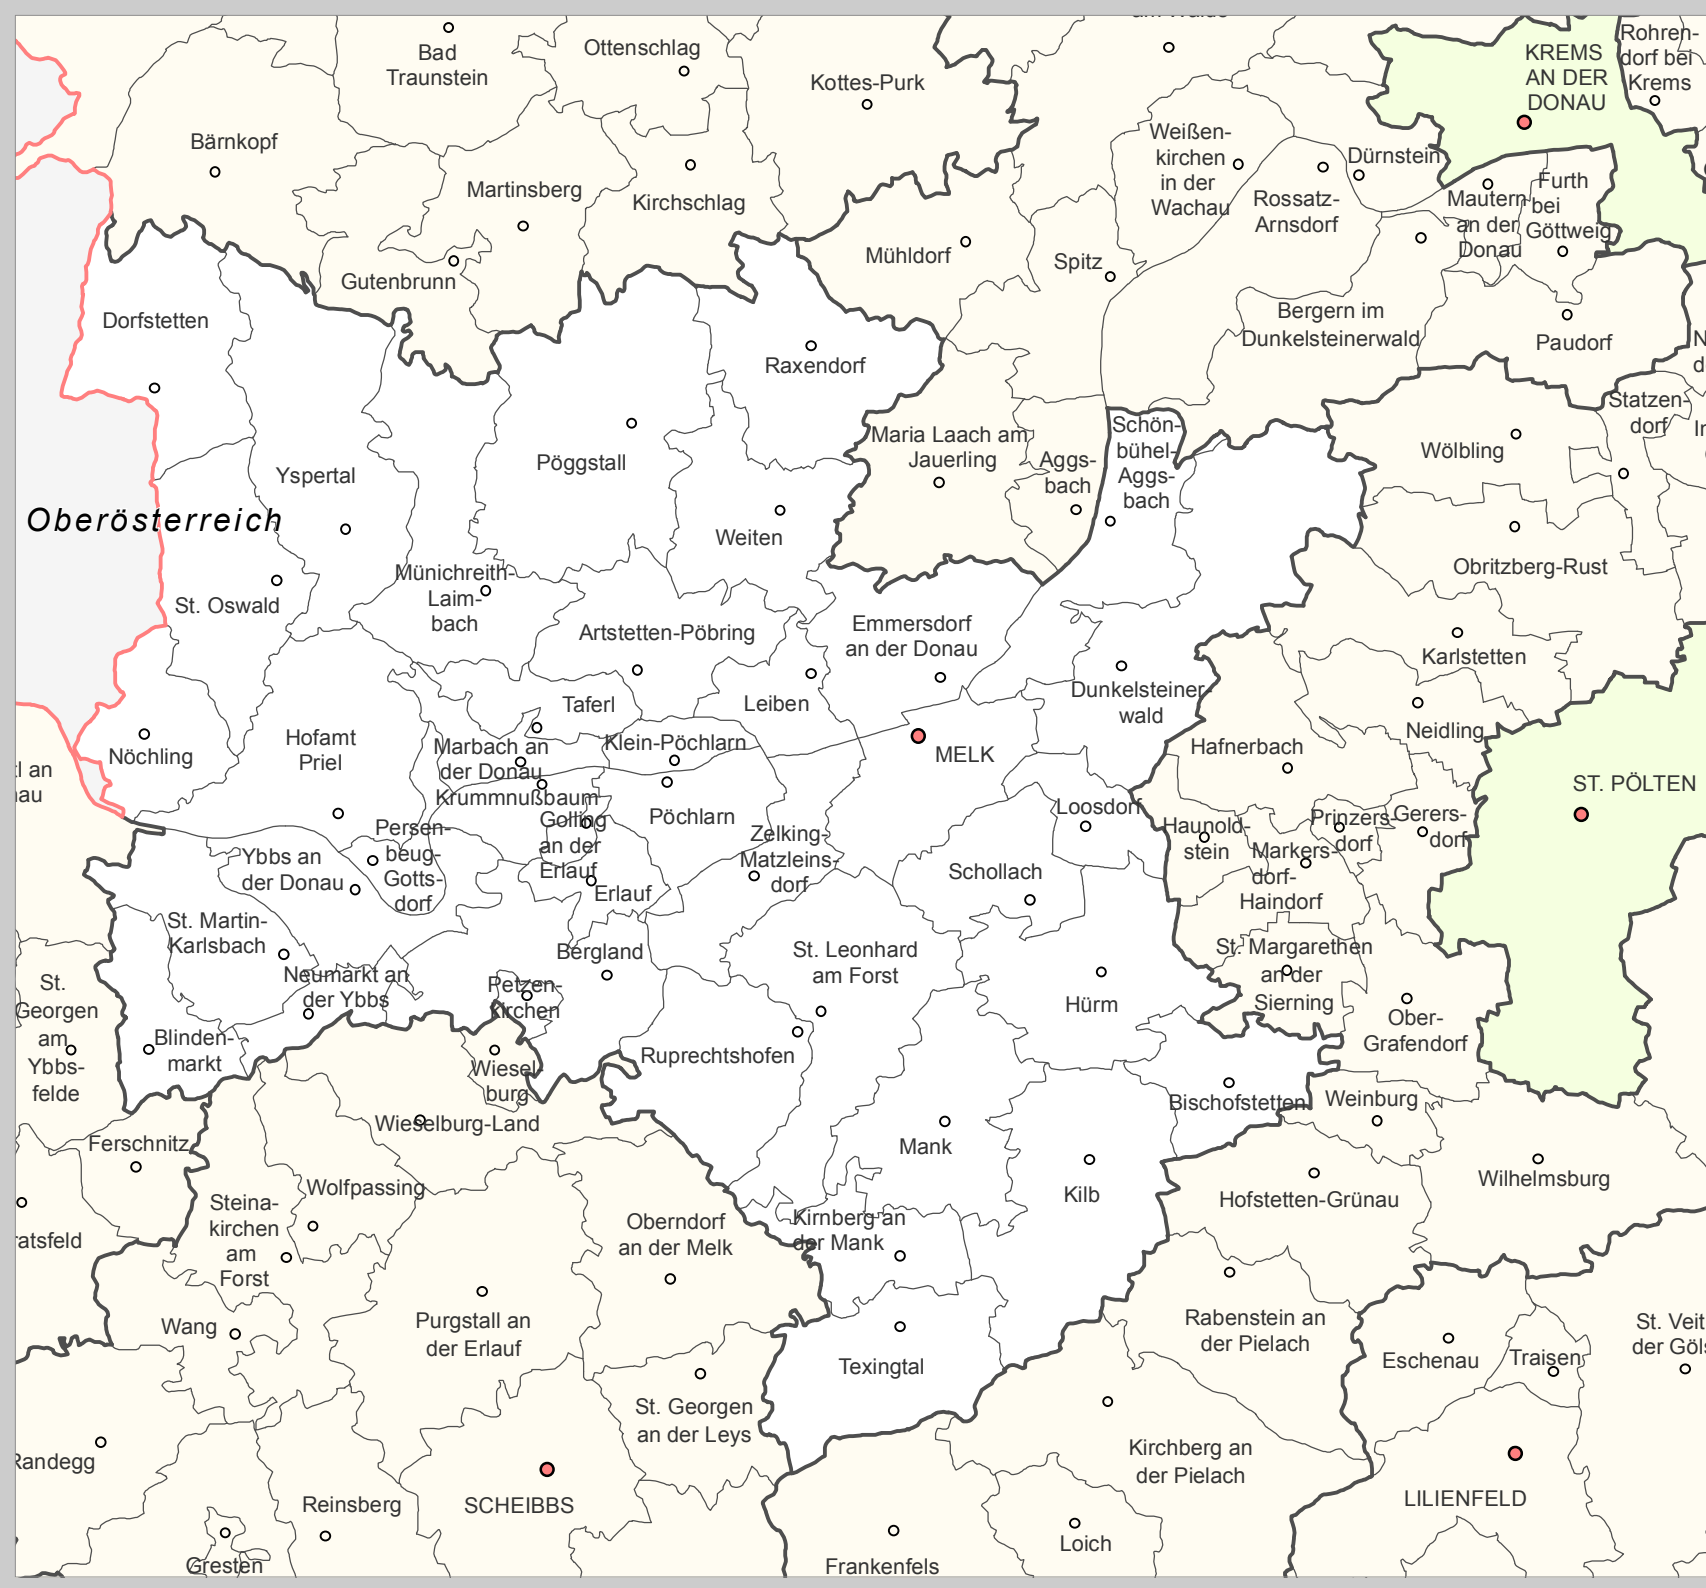 Bad
Traunstein
Ottenschlag
Kottes-Purk
KREMS
AN DER
DONAU
Rohren-
dorf bei
Krems
Bärnkopf
Martinsberg
Kirchschlag
Weißen-
kirchen
in der
Wachau
Dürnstein
Rossatz-
Arnsdorf
Mautern
an der
Donau
Furth
bei
Göttweig
Gutenbrunn
Mühldorf
Spitz
Bergern im
Dunkelsteinerwald
Paudorf
Dorfstetten
Raxendorf
Statzen-
dorf
Yspertal
Pöggstall
Maria Laach am
Jauerling
Aggs-
bach
Schön-
bühel-
Aggs-
bach
Wölbling
Oberösterreich
Weiten
Obritzberg-Rust
St. Oswald
Münichreith-
Laim-
bach
Artstetten-Pöbring
Emmersdorf
an der Donau
Karlstetten
Dunkelsteiner-
wald
Taferl
Leiben
Neidling
Nöchling
Hofamt
Priel
Marbach an
der Donau
Klein-Pöchlarn
MELK
Hafnerbach
ST. PÖLTEN
tl an
nau
Krummnußbaum
Pöchlarn
Loosdorf
Golling
an der
Erlauf
Persen-
beug-
Gotts-
dorf
Ybbs an
der Donau
Zelking-
Matzleins-
dorf
Haunold-
stein
Prinzers-
dorf
Gerers-
dorf
Markers-
dorf-
Haindorf
Erlauf
Schollach
St. Martin-
Karlsbach
Bergland
St. Leonhard
am Forst
St. Margarethen
an der
Sierning
St.
Georgen
am
Ybbs-
felde
Neumarkt an
der Ybbs
Petzen-
kirchen
Hürm
Ober-
Grafendorf
Blinden-
markt
Ruprechtshofen
Wiesel-
burg
Bischofstetten
Weinburg
Wieselburg-Land
Ferschnitz
Mank
Kilb
Hofstetten-Grünau
Wilhelmsburg
Wolfpassing
Steina-
kirchen
am
Forst
Oberndorf
an der Melk
Kirnberg an
der Mank
ratsfeld
Wang
Purgstall an
der Erlauf
Rabenstein an
der Pielach
Texingtal
Eschenau
Traisen
St. Veit
der Göls
St. Georgen
an der Leys
Randegg
Kirchberg an
der Pielach
Reinsberg
SCHEIBBS
LILIENFELD
Gresten
Frankenfels
Loich